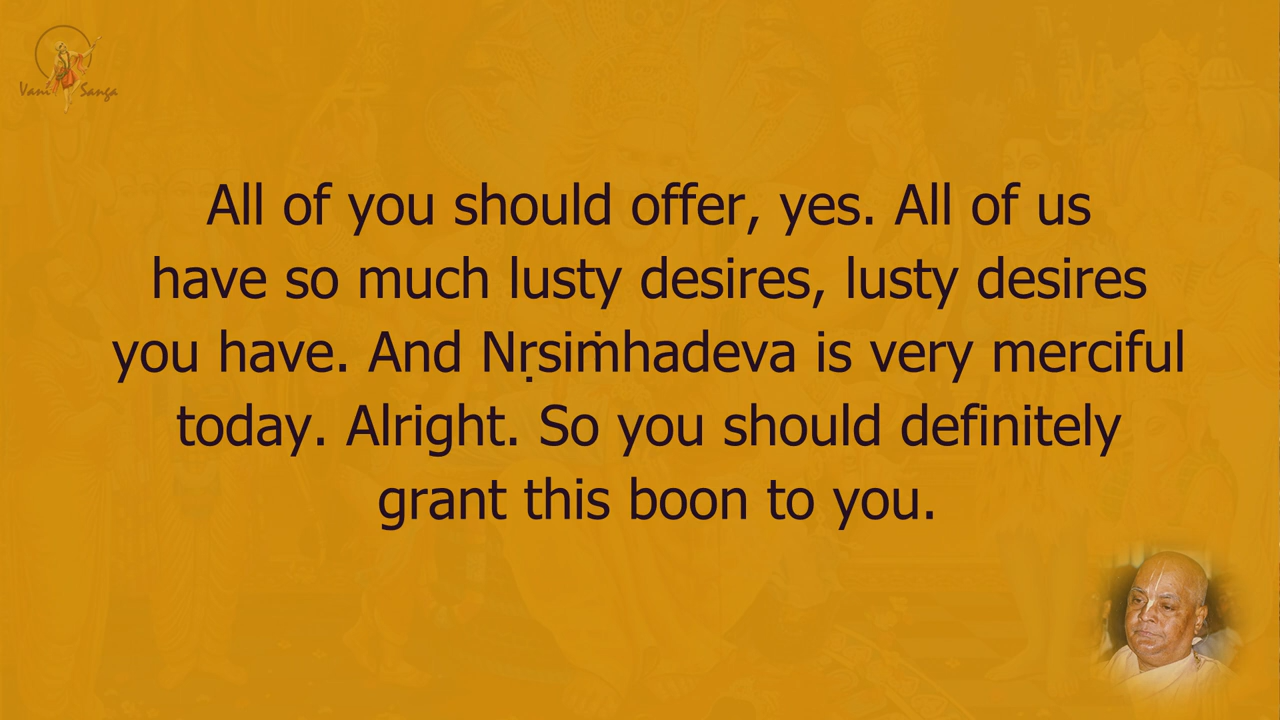 Vani Sanga
All of you should offer, yes. All of us
have so much lusty desires, lusty desires
you have. And Nṛsiṁhadeva is very merciful
today. Alright. So you should definitely
grant this boon to you.